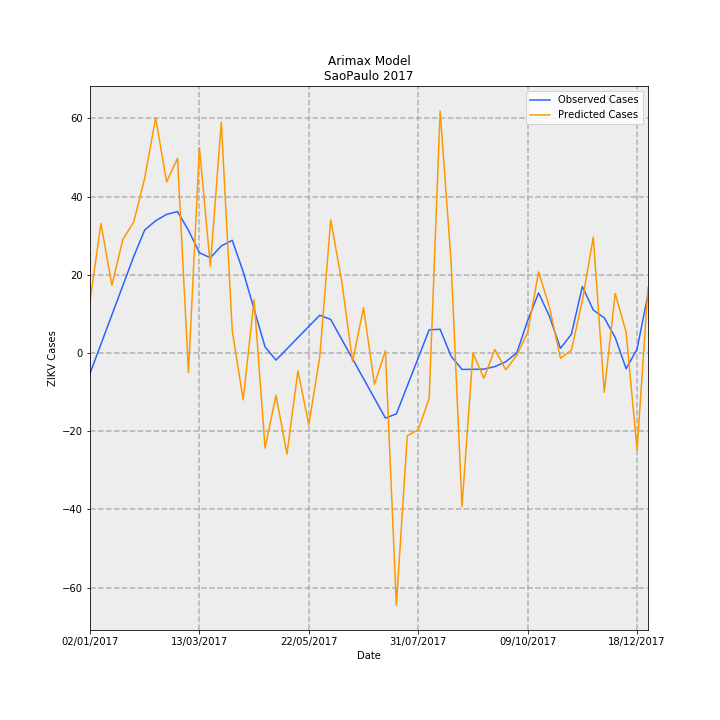 Arimax Model
SaoPaulo 2017
Observed Cases
Predicted Cases
60
40
20
0
−20
−40
−60
ZIKV Cases
02/01/2017 13/03/2017 22/05/2017 31/07/2017 09/10/2017 18/12/2017
Date